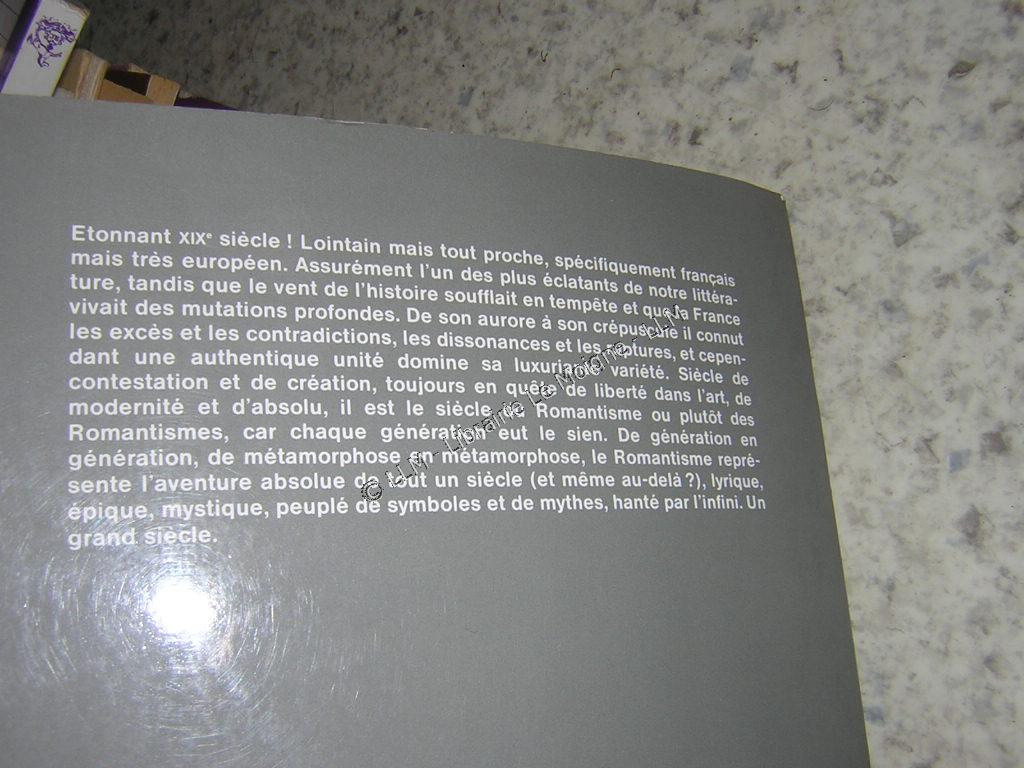 Etonnant XIXe siècle ! Lointain mais tout proche, spécifiquement français
mais très européen. Assurément l'un des plus éclatants de notre littéra-
ture, tandis que le vent de l'histoire soufflait en tempête et que la France
vivait des mutations profondes. De son aurore à son crépuscule il connut
les excès et les contradictions, les dissonances et les ruptures, et cepen-
dant une authentique unité domine sa luxuriante variété. Siècle de
contestation et de création, toujours en quête de liberté dans l'art, de
modernité et d'absolu, il est le siècle du Romantisme ou plutôt des
Romantismes, car chaque génération eut le sien. De génération en
génération, de métamorphose en métamorphose, le Romantisme repré-
sente l'aventure absolue de tout un siècle (et même au-delà ?), lyrique,
épique, mystique, peuplé de symboles et de mythes, hanté par l'infini. Un
grand siècle.
© LLM - Librairie Le Moigne - LLM